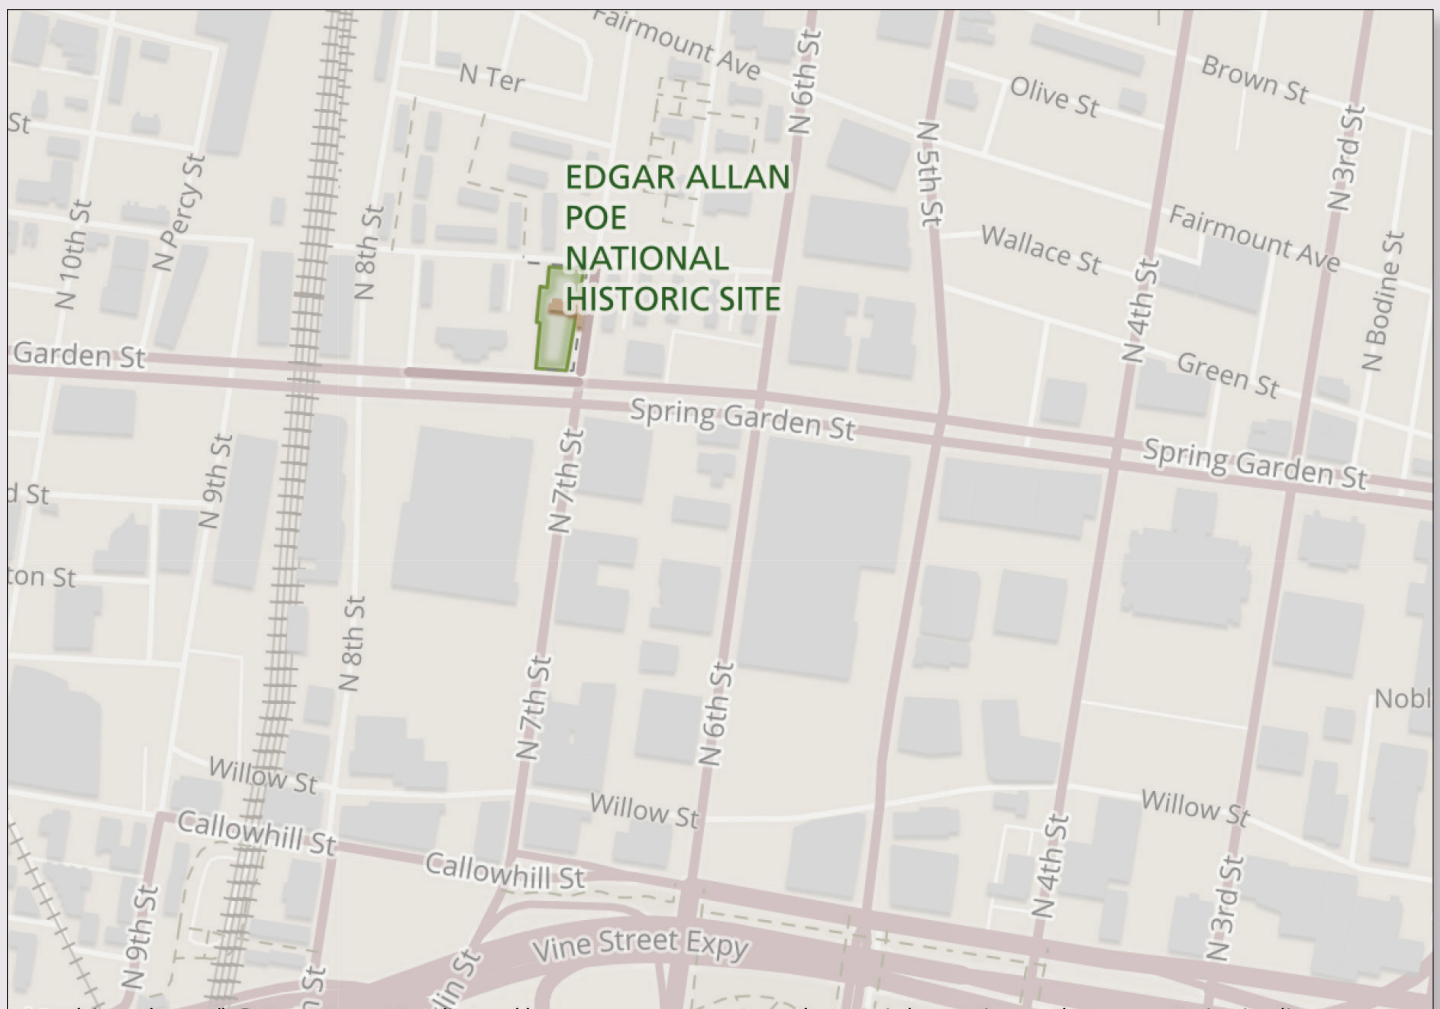 Fairmount Ave
N 6th St
N Ter
Brown St
Olive St
N 3rd St
St
N 5th St
EDGAR ALLAN
POE
NATIONAL
HISTORIC SITE
N Percy St
N 10th St
N 8th St
Wallace St
Fairmount Ave
N 4th St
N Bodine St
Garden St
Green St
Spring Garden St
Spring Garden St
N 9th St
N 7th St
d St
ton St
N 8th St
N 7th St
N 6th St
Nobl
Willow St
Willow St
Willow St
Callowhill St
Callowhill St
N 4th St
N 3rd St
N 9th St
Vine Street Expy
lin St
n St